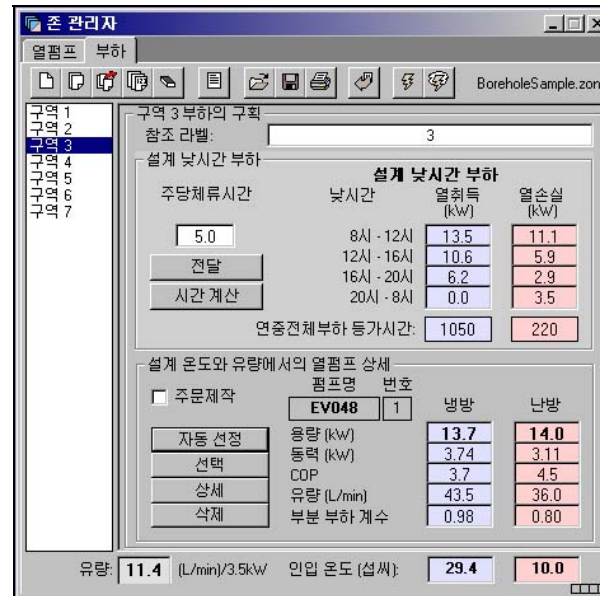 존 관리자
열펌프 부하
BoreholeSample.zon
구역 1
구역 2
구역 3
구역 4
구역 5
구역 6
구역 7
구역 3 부하의 구획
참조 라벨: 3
설계 낮시간 부하
설계 낮시간 부하
주당체류시간 낮시간 열취득 열손실
(kW) (kW)
5.0 8시 - 12시 13.5 11.1
전달 12시 - 16시 10.6 5.9
16시 - 20시 6.2 2.9
시간 계산 20시 - 8시 0.0 3.5
연중전체부하 등가시간: 1050 220
설계 온도와 유량에서의 열펌프 상세
주문제작 펌프명 번호
EV048 1 냉방 난방
자동 선정 용량 (kW) 13.7 14.0
동력 (kW) 3.74 3.11
선택 COP 3.7 4.5
상세 유량 (L/min) 43.5 36.0
삭제 부분 부하 계수 0.98 0.80
유량: 11.4 (L/min)/3.5kW 인입 온도 (섭씨): 29.4 10.0